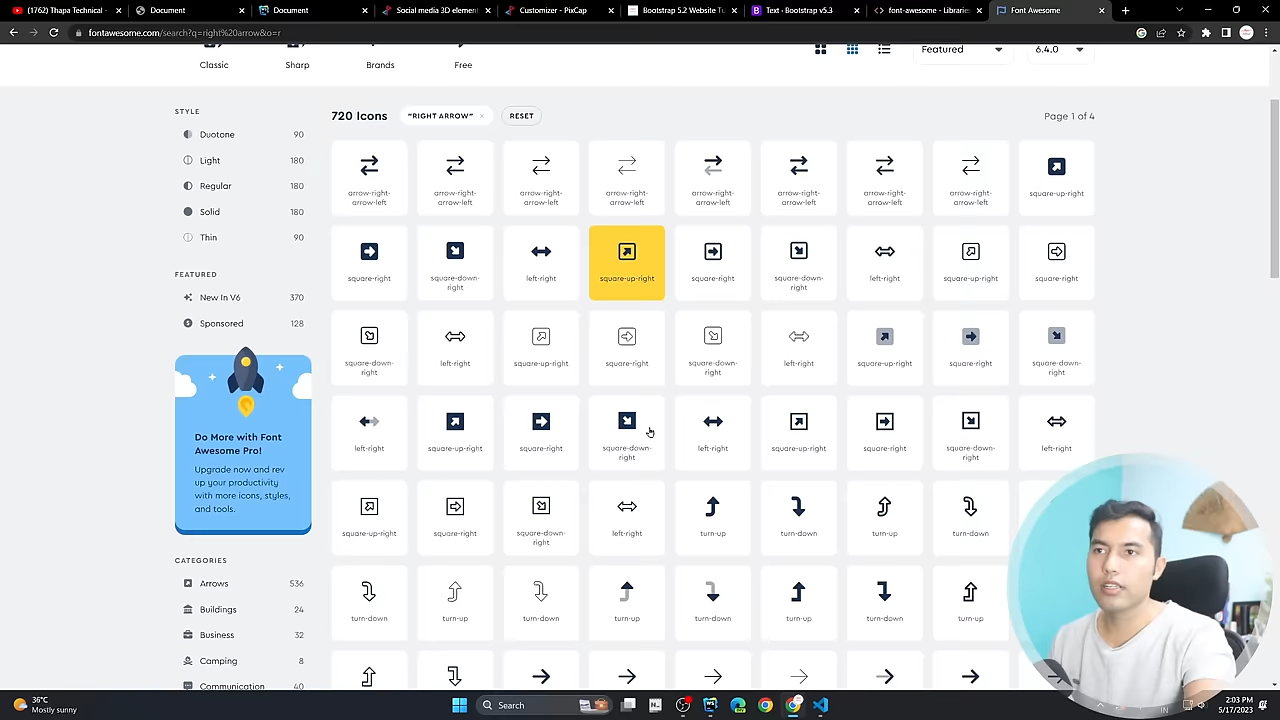 (1762) Thapa Technical -
Document
Document
Social media 3D element
Customizer - PixCap
Bootstrap 5.2 Website Tu
Text · Bootstrap v5.3
font-awesome - Libraries
Font Awesome
fontawesome.com/search?q=right%20arrow&o=r
Classic
Sharp
Brands
Free
Featured
6.4.0
STYLE
Duotone 90
Light 180
Regular 180
Solid 180
Thin 90
FEATURED
New In V6 370
Sponsored 128
Do More with Font
Awesome Pro!
Upgrade now and rev
up your productivity
with more icons, styles,
and tools.
CATEGORIES
Arrows 536
Buildings 24
Business 32
Camping 8
Communication 40
720 Icons "RIGHT ARROW" × RESET Page 1 of 4
arrow-right-
arrow-left
arrow-right-
arrow-left
arrow-right-
arrow-left
arrow-right-
arrow-left
arrow-right-
arrow-left
arrow-right-
arrow-left
arrow-right-
arrow-left
arrow-right-
arrow-left
square-up-right
square-right
square-down-
right
left-right
square-up-right
square-right
square-down-
right
left-right
square-up-right
square-right
square-down-
right
left-right
square-up-right
square-right
square-down-
right
left-right
square-up-right
square-right
square-down-
right
left-right
square-up-right
square-right
square-down-
right
left-right
square-up-right
square-right
square-down-
right
left-right
square-up-right
square-right
square-down-
right
left-right
turn-up
turn-down
turn-up
turn-down
turn-down
turn-up
turn-down
turn-up
turn-down
turn-up
turn-down
turn-up
36°C
Mostly sunny
Search
IN
2:03 PM
5/17/2023